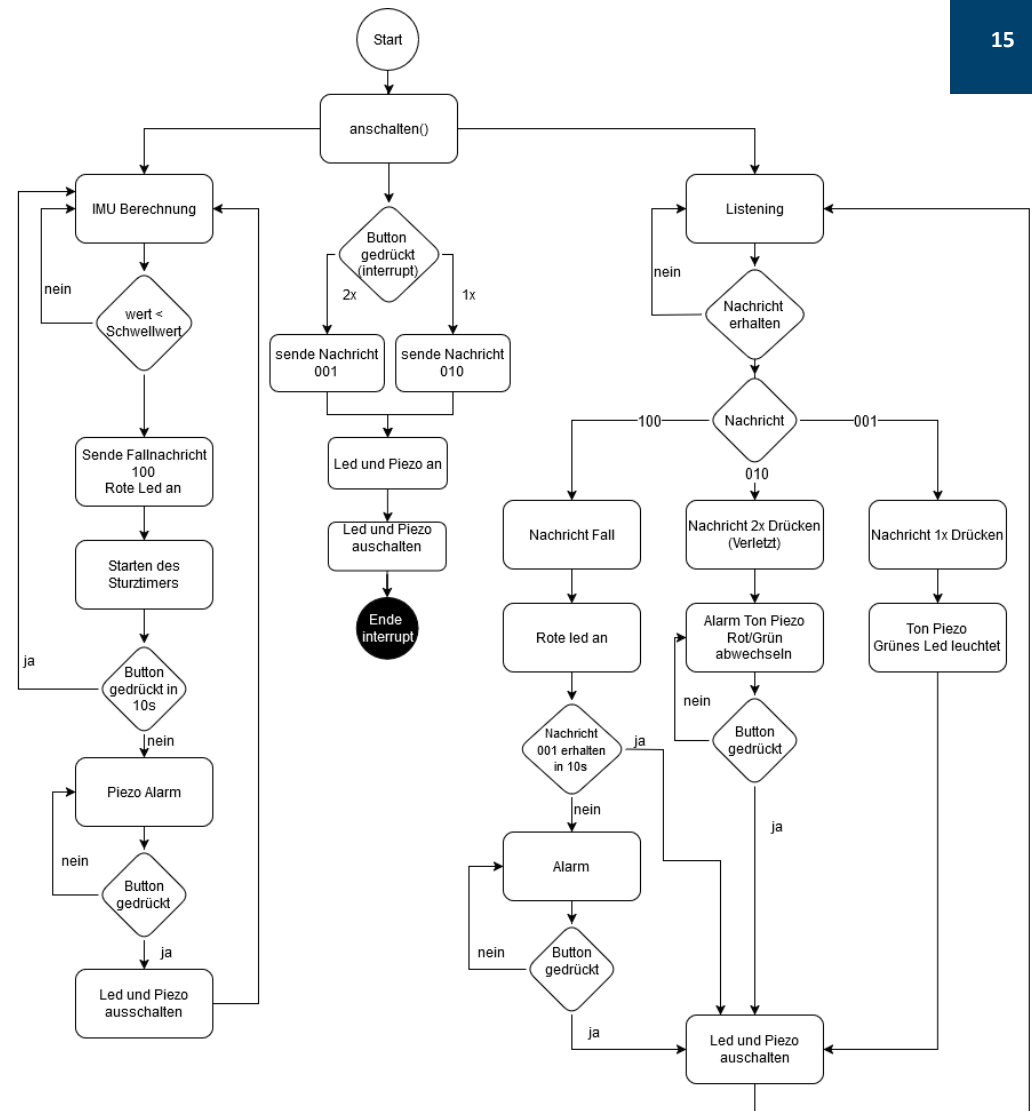 15
Start
anschalten()
IMU Berechnung
nein
wert <
Schwellwert
Sende Fallnachricht
100
Rote Led an
Starten des
Sturztimers
ja
Button
gedrückt in
10s
nein
Piezo Alarm
nein
Button
gedrückt
ja
Led und Piezo
ausschalten
Button
gedrückt
(interrupt)
2x
1x
sende Nachricht
001
sende Nachricht
010
Led und Piezo an
Led und Piezo
auschalten
Ende
interrupt
Listening
nein
Nachricht
erhalten
Nachricht
100
010
001
Nachricht Fall
Rote led an
Nachricht
001 erhalten
in 10s
ja
nein
Alarm
nein
Button
gedrückt
ja
Nachricht 2x Drücken
(Verletzt)
Alarm Ton Piezo
Rot/Grün
abwechseln
nein
Button
gedrückt
ja
Nachricht 1x Drücken
Ton Piezo
Grünes Led leuchtet
Led und Piezo
auschalten